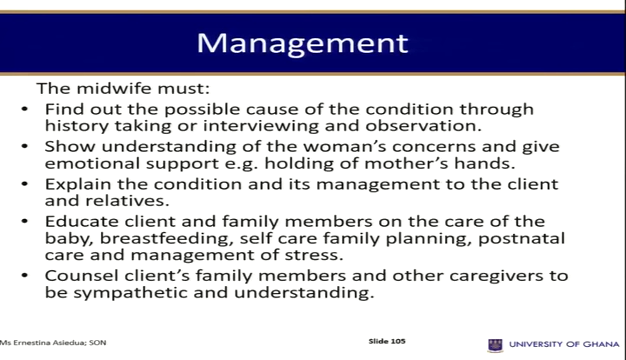 Management
The midwife must:
• Find out the possible cause of the condition through
history taking or interviewing and observation.
• Show understanding of the woman's concerns and give
emotional support e.g. holding of mother's hands.
• Explain the condition and its management to the client
and relatives.
• Educate client and family members on the care of the
baby, breastfeeding, self care family planning, postnatal
care and management of stress.
• Counsel client's family members and other caregivers to
be sympathetic and understanding.
Ms Ernestina Asiedua; SON
Slide 105
UNIVERSITY OF GHANA